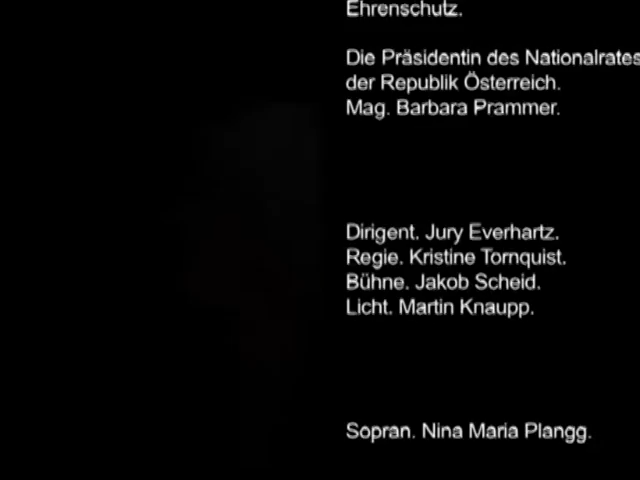 Ehrenschutz.
Die Präsidentin des Nationalrates
der Republik Österreich.
Mag. Barbara Prammer.
Dirigent. Jury Everhartz.
Regie. Kristine Tornquist.
Bühne. Jakob Scheid.
Licht. Martin Knaupp.
Sopran. Nina Maria Plangg.